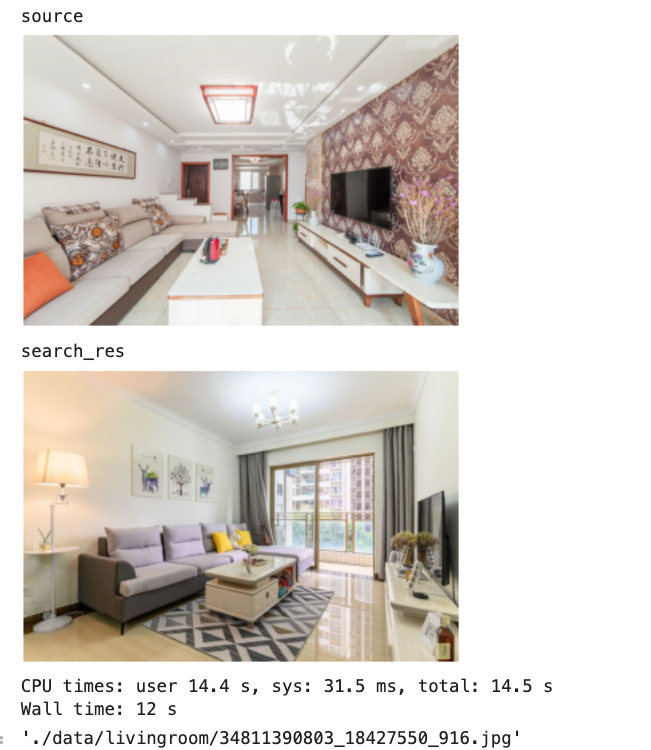 source
search_res
CPU times: user 14.4 s, sys: 31.5 ms, total: 14.5 s
Wall time: 12 s
'./data/livingroom/34811390803_18427550_916.jpg'